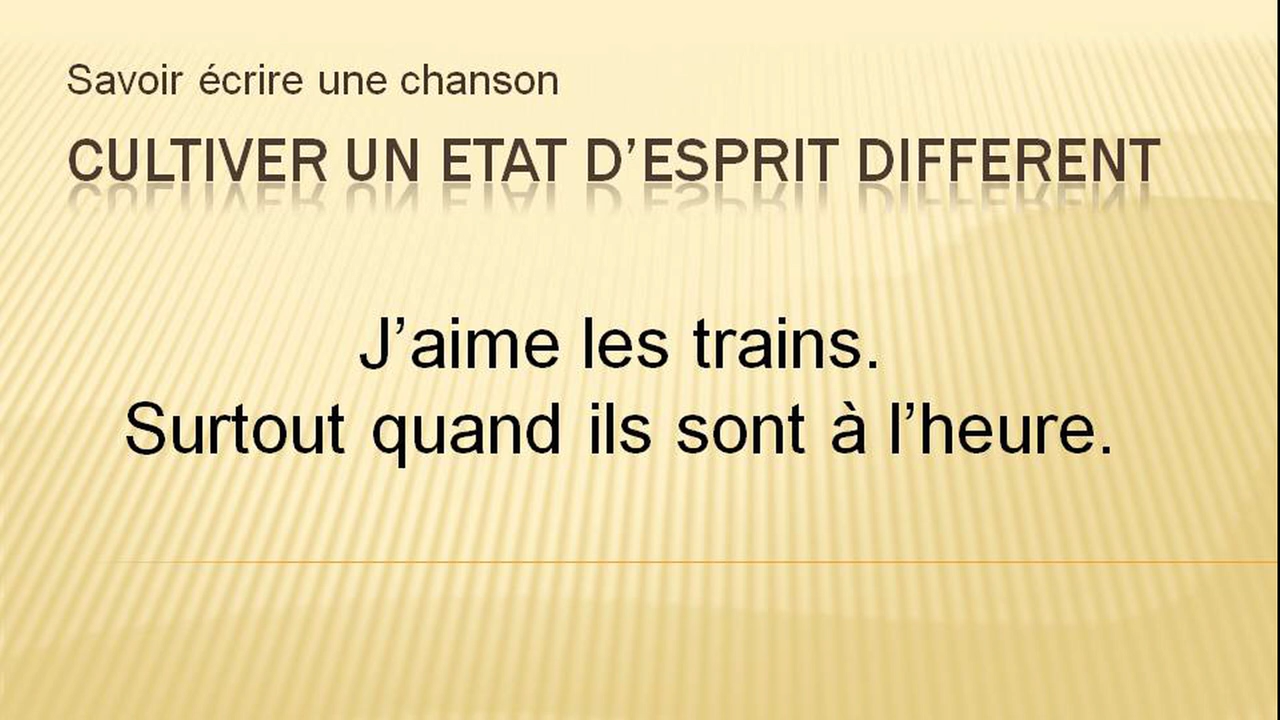 Savoir écrire une chanson
CULTIVER UN ETAT D’ESPRIT DIFFERENT
J’aime les trains.
Surtout quand ils sont à l’heure.